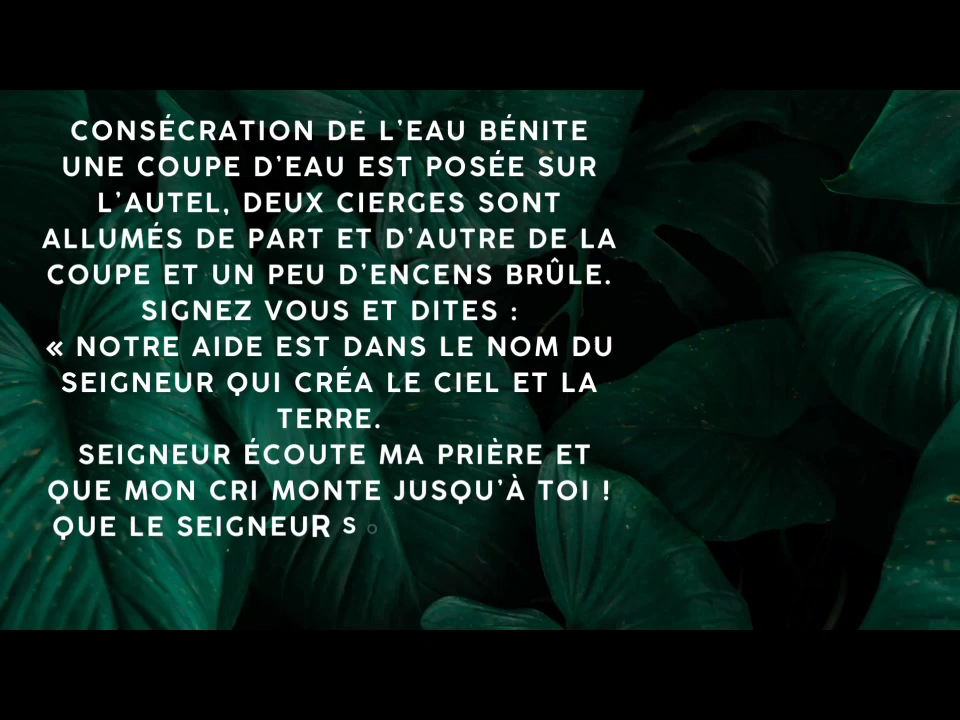 CONSÉCRATION DE L'EAU BÉNITE
UNE COUPE D'EAU EST POSÉE SUR
L'AUTEL, DEUX CIERGES SONT
ALLUMÉS DE PART ET D'AUTRE DE LA
COUPE ET UN PEU D'ENCENS BRÛLE.
SIGNEZ VOUS ET DITES :
« NOTRE AIDE EST DANS LE NOM DU
SEIGNEUR QUI CRÉA LE CIEL ET LA
TERRE.
SEIGNEUR ÉCOUTE MA PRIÈRE ET
QUE MON CRI MONTE JUSQU'À TOI !
QUE LE SEIGNEUR SO